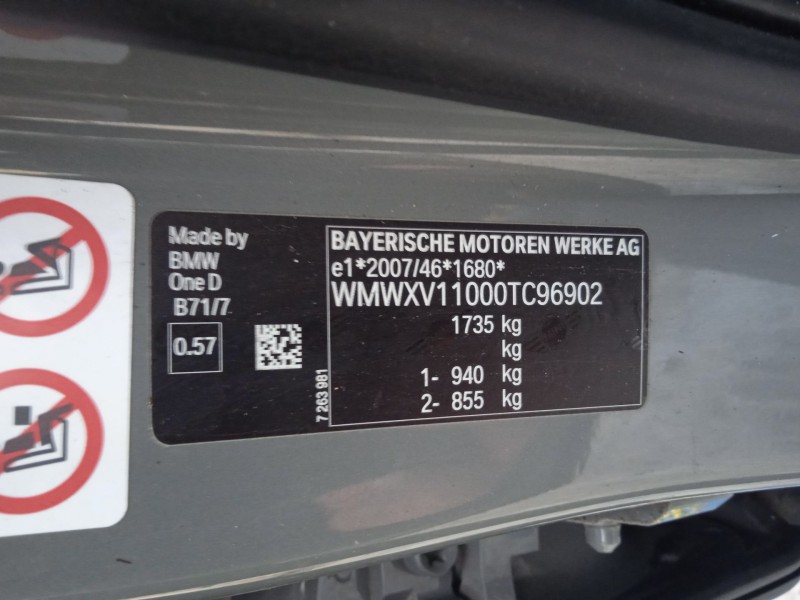 Made by
BMW
One D
B71/7
0.57
7 263 981
BAYERISCHE MOTOREN WERKE AG
e1*2007/46*1680*
WMWXV11000TC96902
1735 kg
kg
1- 940 kg
2- 855 kg